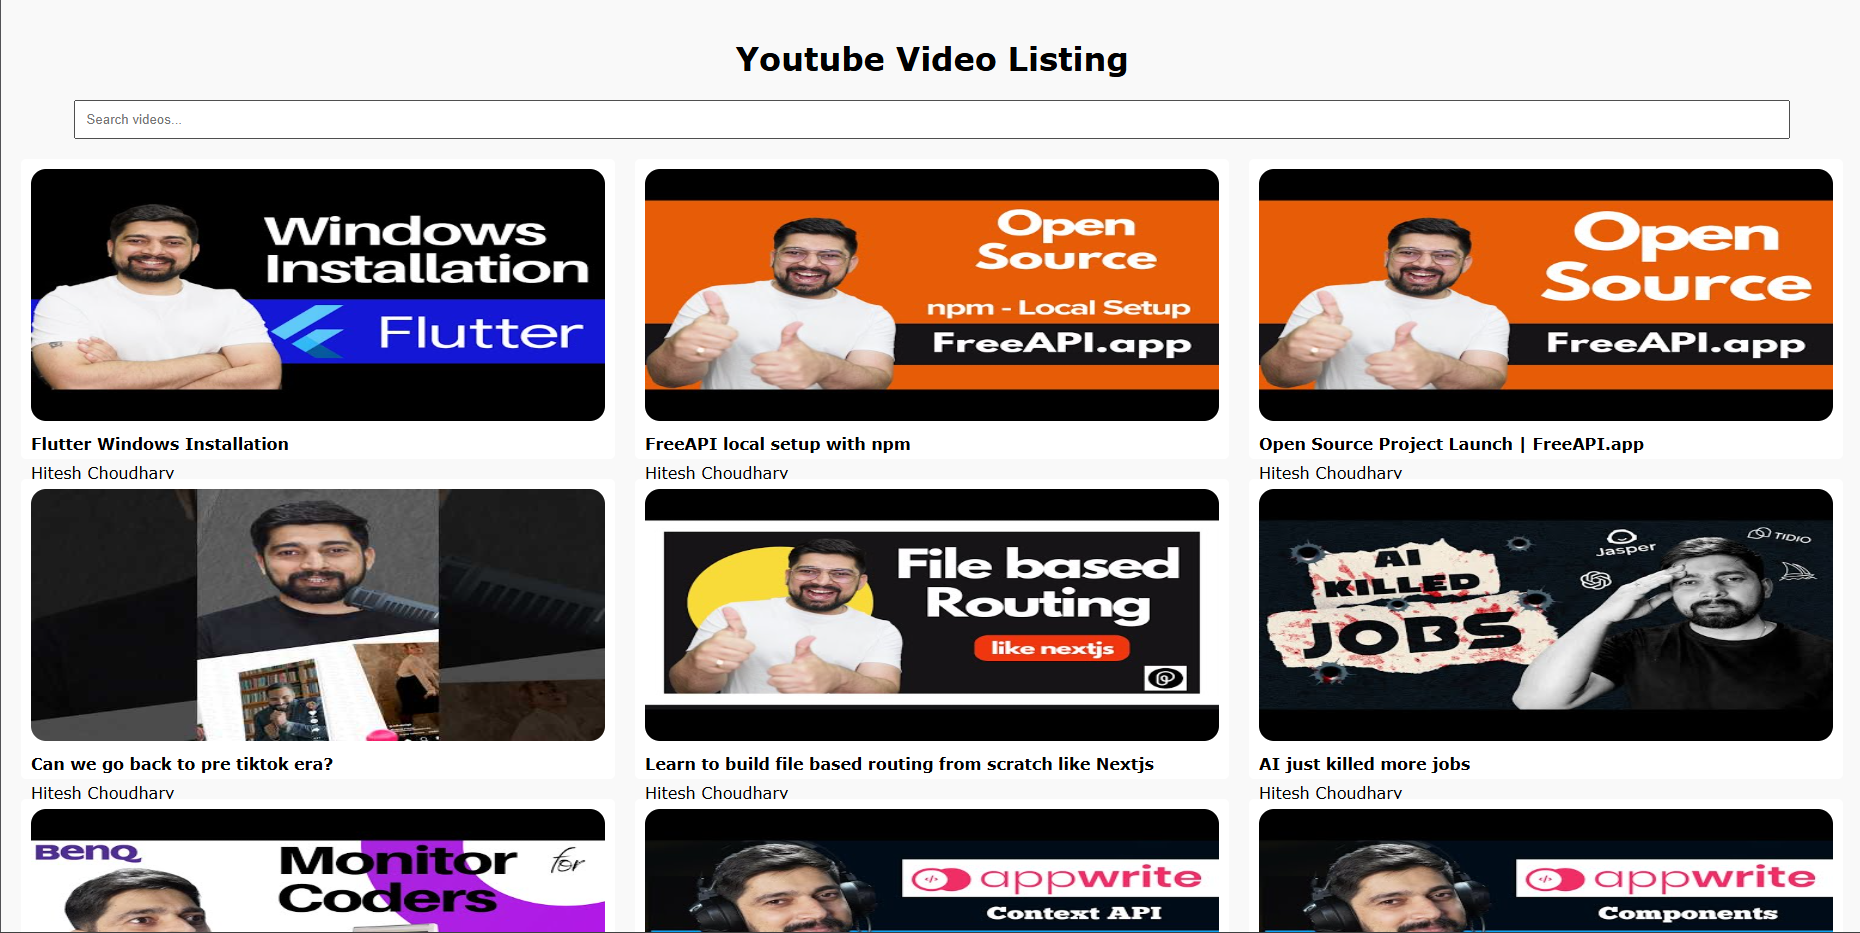 Youtube Video Listing
Search videos...
Windows
Installation
Flutter
Flutter Windows Installation
Hitesh Choudhary
Open
Source
npm - Local Setup
FreeAPI.app
FreeAPI local setup with npm
Hitesh Choudhary
Open
Source
FreeAPI.app
Open Source Project Launch | FreeAPI.app
Hitesh Choudhary
Can we go back to pre tiktok era?
Hitesh Choudhary
File based
Routing
like nextjs
Learn to build file based routing from scratch like Nextjs
Hitesh Choudhary
AI
KILLED
JOBS
Jasper
TIDIO
AI just killed more jobs
Hitesh Choudhary
BENQ
Monitor for
Coders
appwrite
Context API
appwrite
Components